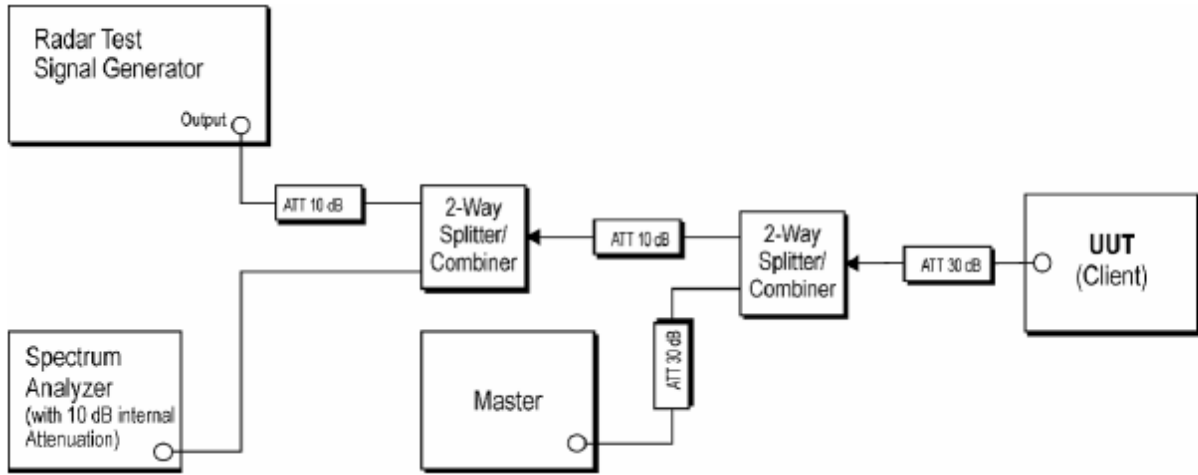 Radar Test
Signal Generator
Output
ATT 10 dB
2-Way
Splitter/
Combiner
ATT 10 dB
2-Way
Splitter/
Combiner
ATT 30 dB
UUT
(Client)
Spectrum
Analyzer
(with 10 dB internal
Attenuation)
Master
ATT 30 dB